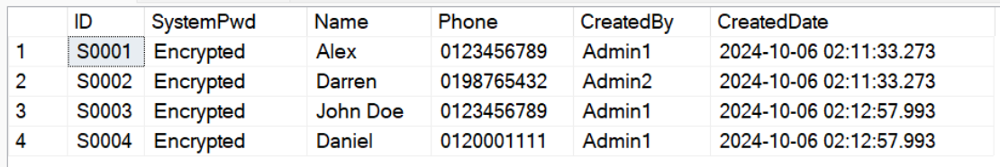 ID SystemPwd Name Phone CreatedBy CreatedDate
1 S0001 Encrypted Alex 0123456789 Admin1 2024-10-06 02:11:33.273
2 S0002 Encrypted Darren 0198765432 Admin2 2024-10-06 02:11:33.273
3 S0003 Encrypted John Doe 0123456789 Admin1 2024-10-06 02:12:57.993
4 S0004 Encrypted Daniel 0120001111 Admin1 2024-10-06 02:12:57.993